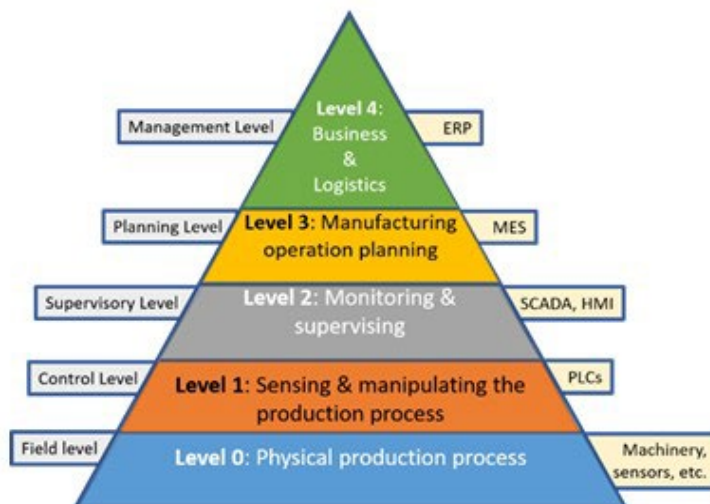 Level 4:
Business
&
Logistics
Management Level
ERP
Level 3: Manufacturing
operation planning
Planning Level
MES
Level 2: Monitoring &
supervising
Supervisory Level
SCADA, HMI
Level 1: Sensing & manipulating the
production process
Control Level
PLCs
Level 0: Physical production process
Field level
Machinery,
sensors, etc.